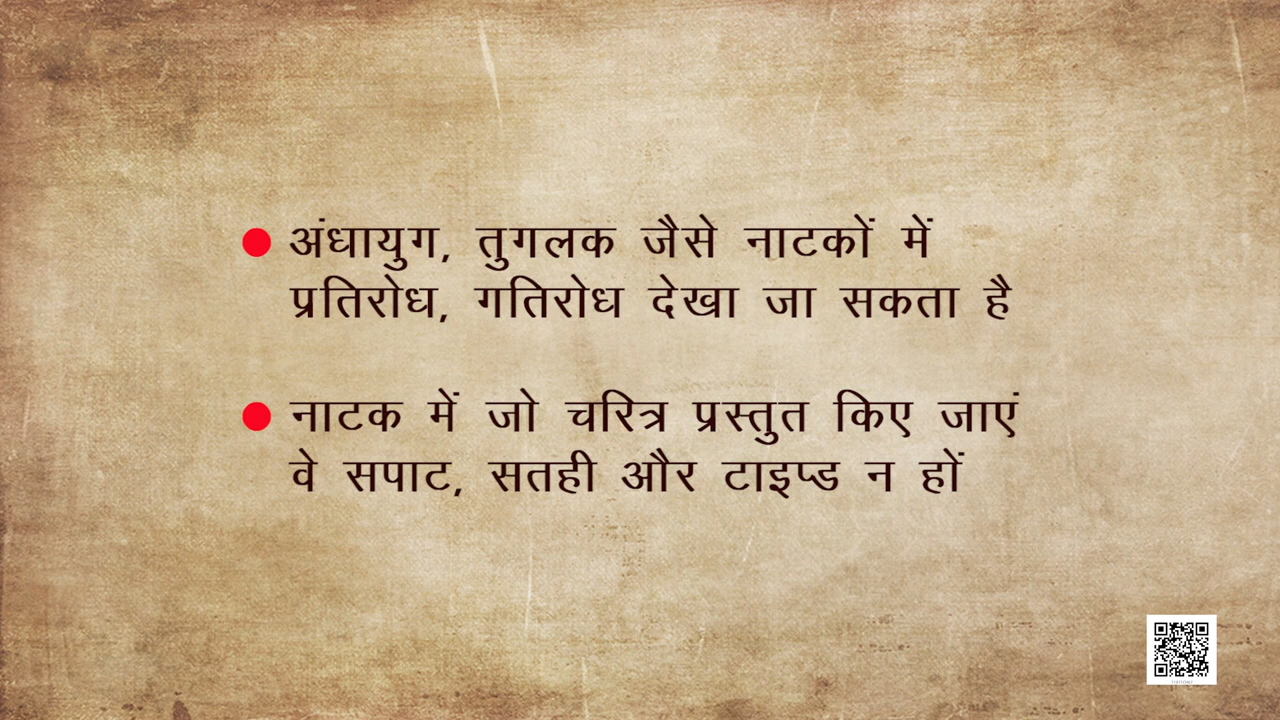 ● अंधायुग, तुगलक जैसे नाटकों में
प्रतिरोध, गतिरोध देखा जा सकता है
● नाटक में जो चरित्र प्रस्तुत किए जाएं
वे सपाट, सतही और टाइप्ड न हों